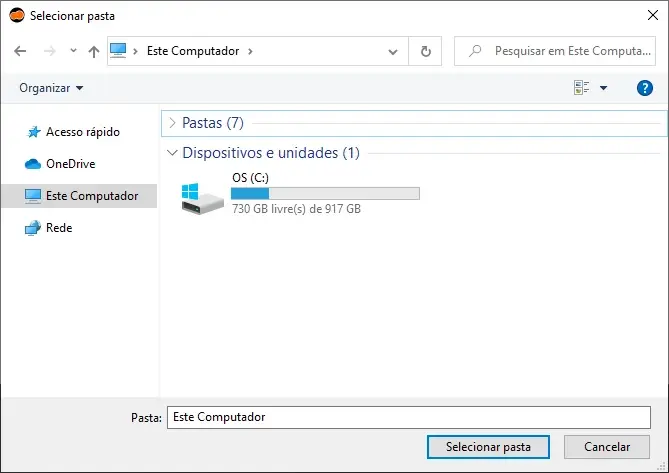 Selecionar pasta
Este Computador
Pesquisar em Este Computa...
Organizar
Acesso rápido
OneDrive
Este Computador
Rede
Pastas (7)
Dispositivos e unidades (1)
OS (C:)
730 GB livre(s) de 917 GB
Pasta: Este Computador
Selecionar pasta Cancelar